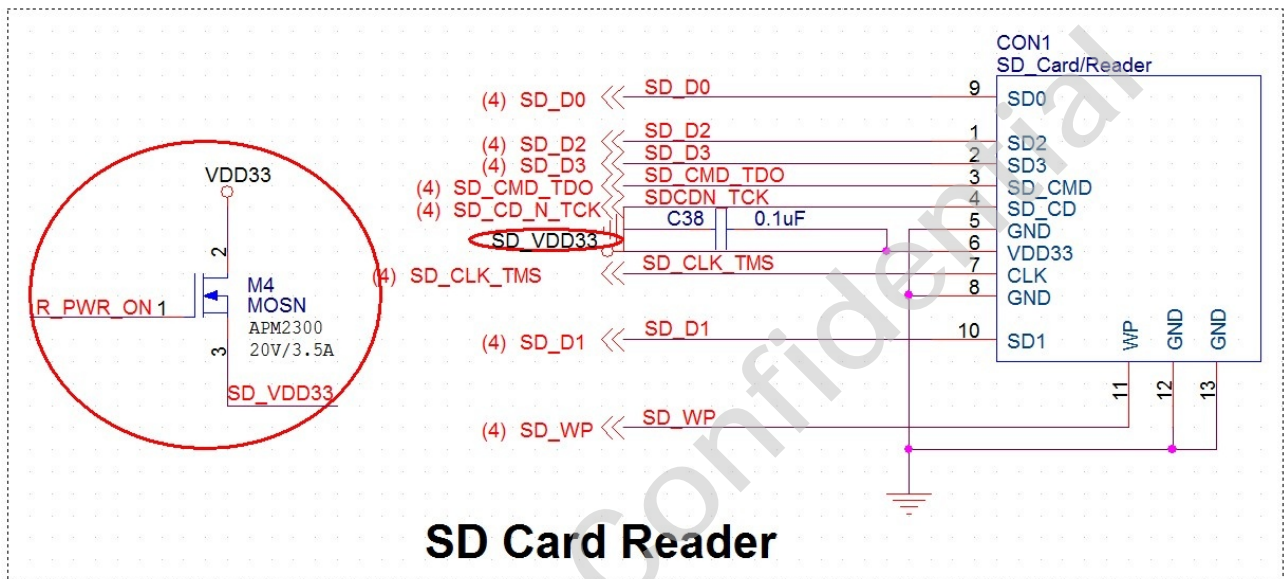 CON1
SD_Card/Reader
(4) SD_D0 SD_D0 9 SD0
(4) SD_D2 SD_D2 1 SD2
(4) SD_D3 SD_D3 2 SD3
(4) SD_CMD_TDO SD_CMD_TDO 3 SD_CMD
(4) SD_CD_N_TCK SDCDN_TCK 4 SD_CD
C38 0.1uF 5 GND
SD_VDD33 6 VDD33
(4) SD_CLK_TMS SD_CLK_TMS 7 CLK
8 GND
(4) SD_D1 SD_D1 10 SD1
WP GND GND
11 12 13
(4) SD_WP SD_WP
VDD33
2
M4
MOSN
R_PWR_ON 1
APM2300
20V/3.5A
3
SD_VDD33
SD Card Reader
Confidential